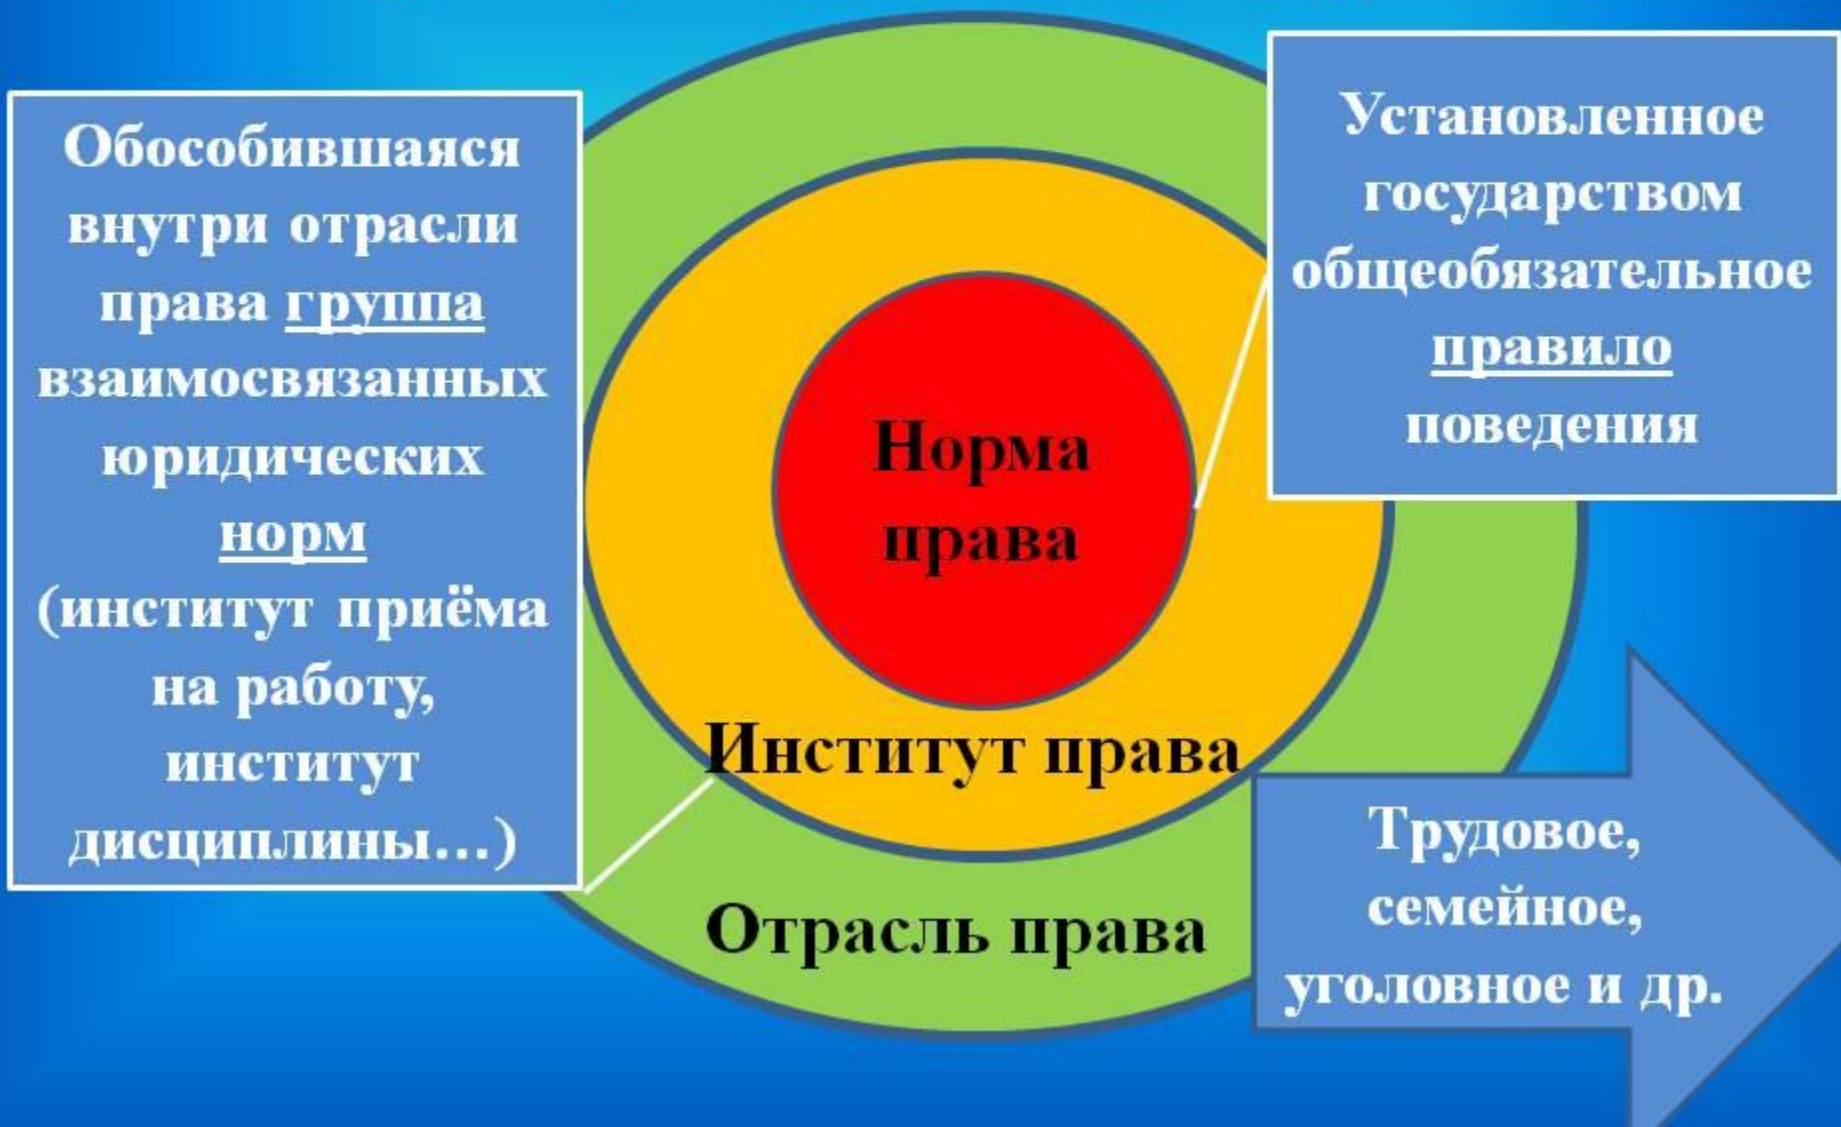 Обособившаяся
внутри отрасли
права группа
взаимосвязанных
юридических
норм
(институт приёма
на работу,
институт
дисциплины...)
Установленное
государством
общеобязательное
правило
поведения
Норма
права
Институт права
Отрасль права
Трудовое,
семейное,
уголовное и др.